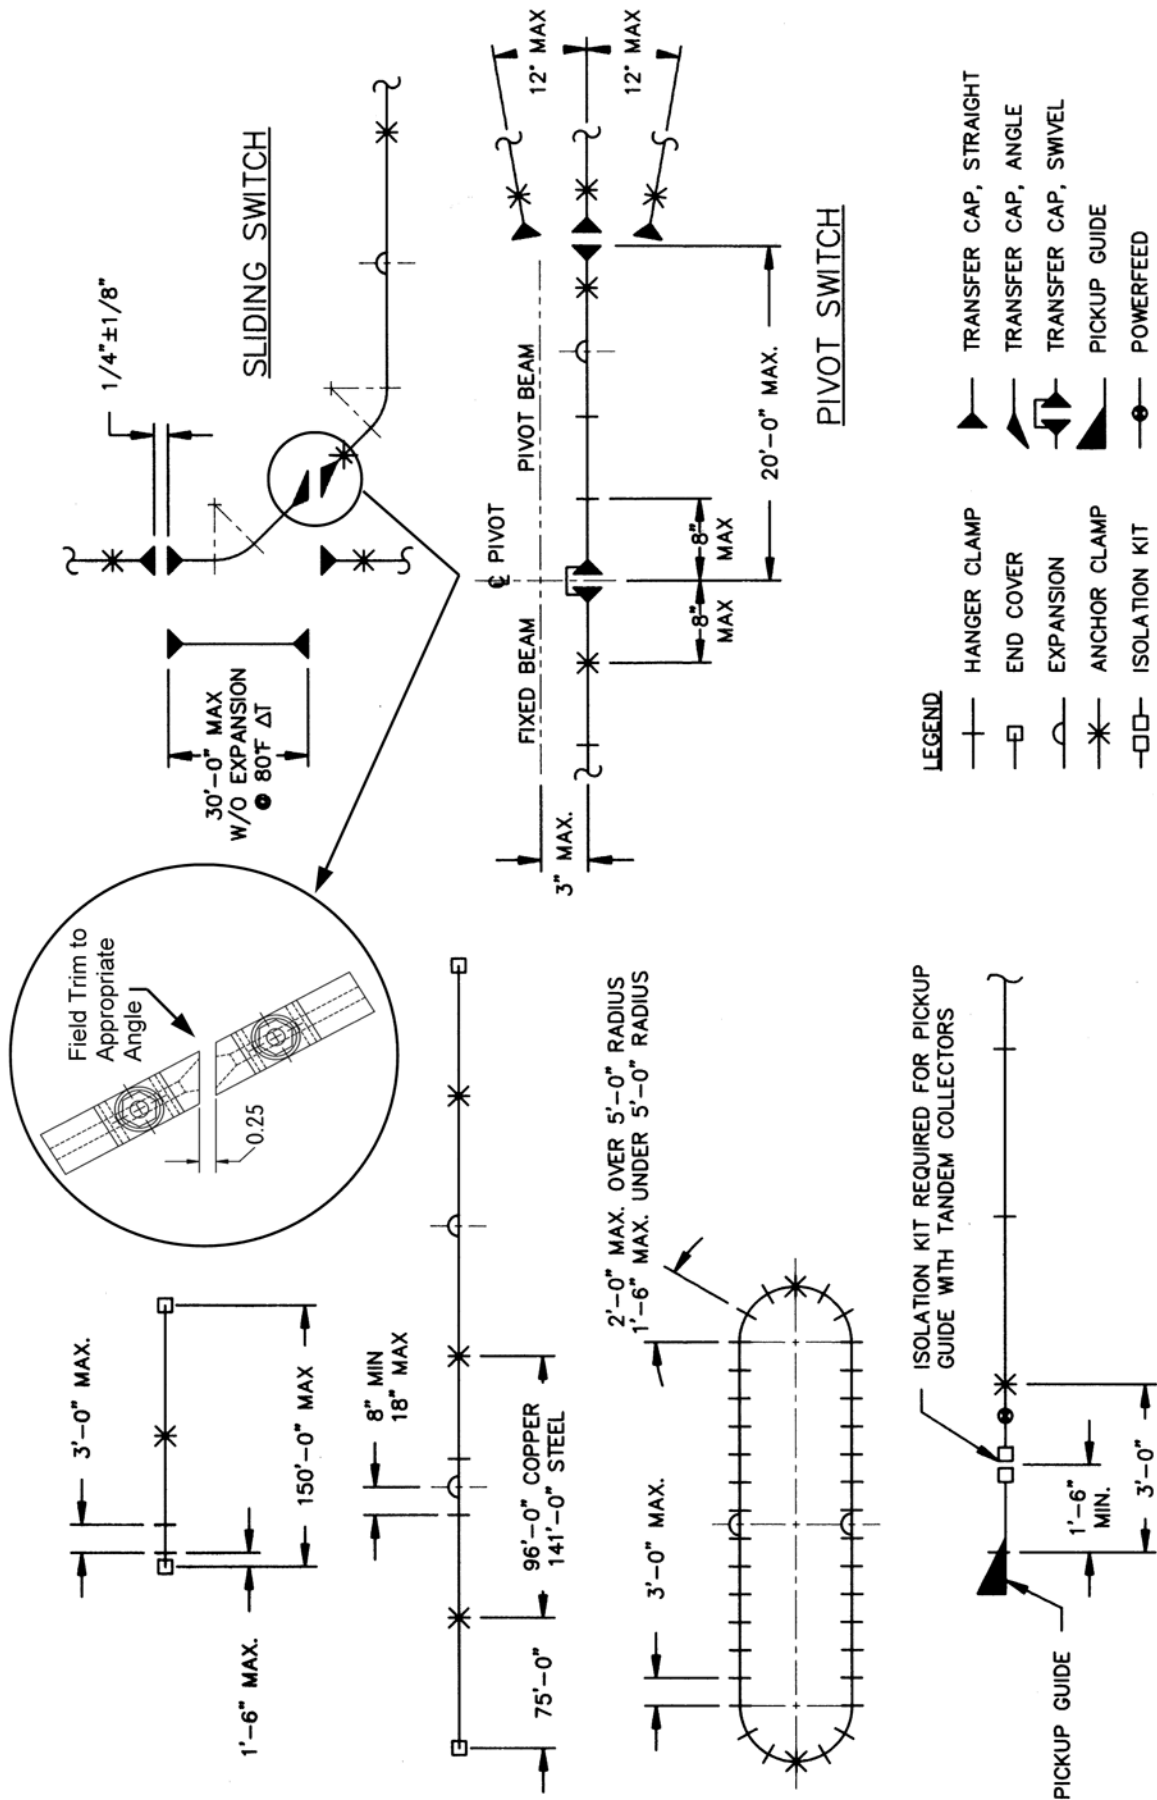 3'-0" MAX.
1'-6" MAX.
150'-0" MAX
Field Trim to
Appropriate
Angle
0.25
30'-0" MAX
W/O EXPANSION
@ 80°F ΔT
1/4"±1/8"
SLIDING SWITCH
8" MIN
18" MAX
75'-0"
96'-0" COPPER
141'-0" STEEL
FIXED BEAM
℄ PIVOT
PIVOT BEAM
3" MAX.
8"
MAX
8"
MAX
20'-0" MAX.
12° MAX
12° MAX
PIVOT SWITCH
2'-0" MAX. OVER 5'-0" RADIUS
1'-6" MAX. UNDER 5'-0" RADIUS
3'-0" MAX.
ISOLATION KIT REQUIRED FOR PICKUP
GUIDE WITH TANDEM COLLECTORS
PICKUP GUIDE
1'-6"
MIN.
3'-0"
LEGEND
HANGER CLAMP
END COVER
EXPANSION
ANCHOR CLAMP
ISOLATION KIT
TRANSFER CAP, STRAIGHT
TRANSFER CAP, ANGLE
TRANSFER CAP, SWIVEL
PICKUP GUIDE
POWERFEED